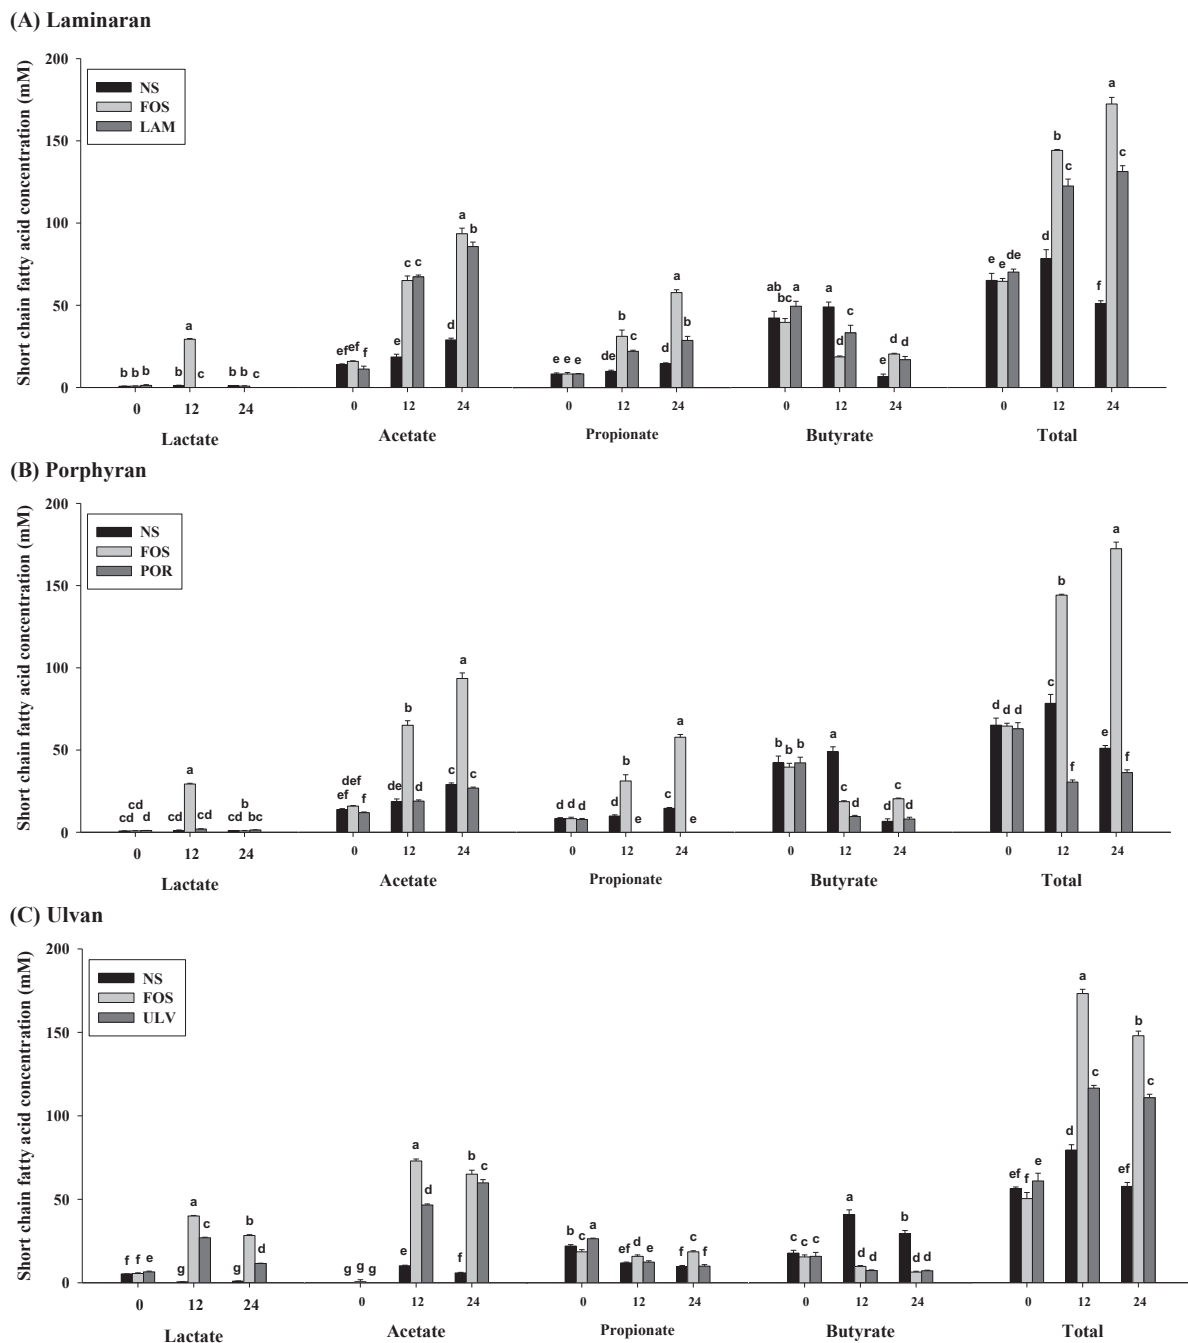 (A) Laminaran
Short chain fatty acid concentration (mM)
200
150
100
50
0
NS
FOS
LAM
b b b b a c b b c
ef ef f e c c d a b
e e e de b c d a b
ab bc a a d c e d d
e e de d b c f a c
0 12 24 0 12 24 0 12 24 0 12 24 0 12 24
Lactate Acetate Propionate Butyrate Total
(B) Porphyran
Short chain fatty acid concentration (mM)
200
150
100
50
0
NS
FOS
POR
cd cd d cd a cd cd b bc
ef def f de b d c a c
d d d d b e c a e
b b b a c d d c d
d d d c b f e a f
0 12 24 0 12 24 0 12 24 0 12 24 0 12 24
Lactate Acetate Propionate Butyrate Total
(C) Ulvan
Short chain fatty acid concentration (mM)
200
150
100
50
0
NS
FOS
ULV
f f e g a c g b d
g g g e a d f b c
b c a ef d e f c f
c c c a d d b d d
ef f e d a c ef b c
0 12 24 0 12 24 0 12 24 0 12 24 0 12 24
Lactate Acetate Propionate Butyrate Total